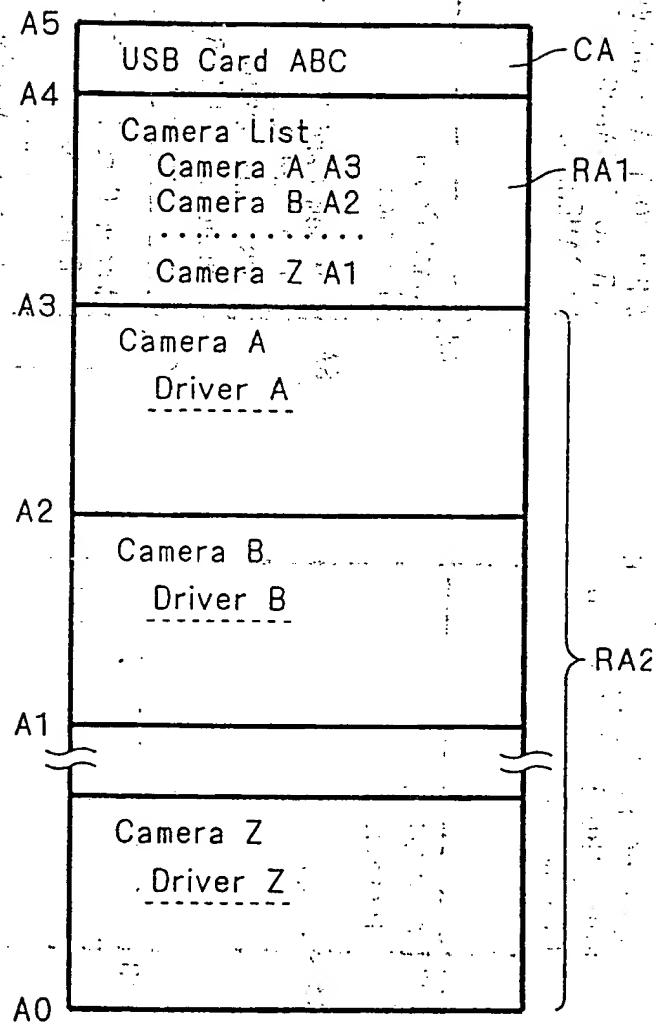 A5
USB Card ABC
CA
A4
Camera List
Camera A A3
Camera B A2
............
Camera Z A1
RA1
A3
Camera A
Driver A
A2
Camera B
Driver B
RA2
A1
Camera Z
Driver Z
A0